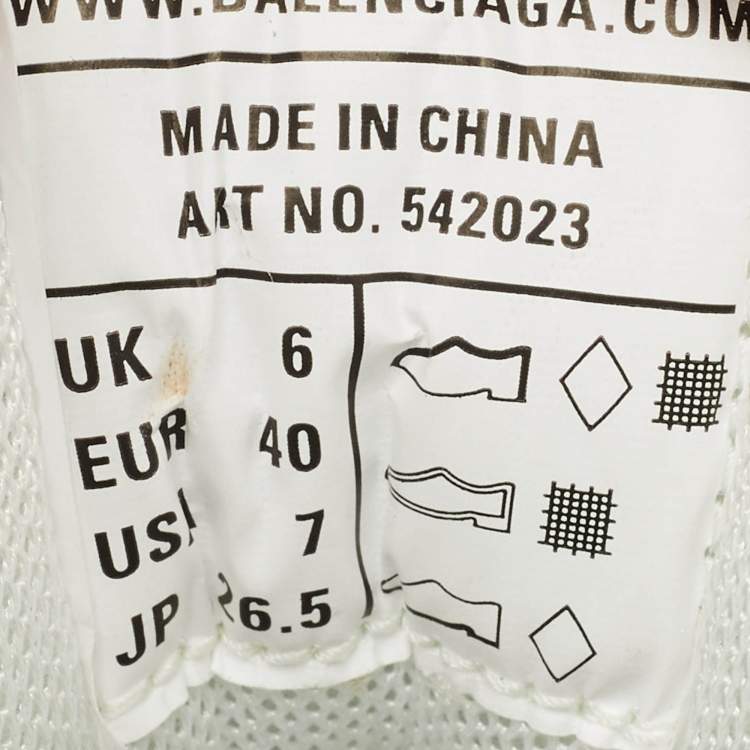 WWW.BALENCIAGA.COM
MADE IN CHINA
ART NO. 542023
UK 6
EUR 40
US 7
JP 26.5